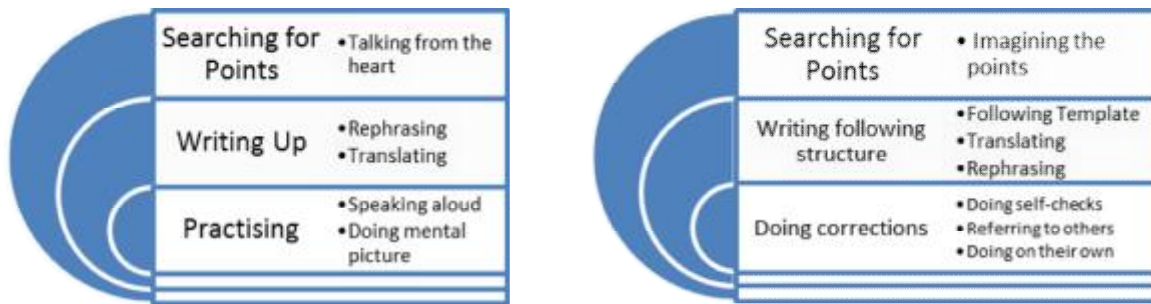 Searching for
Points
•Talking from the
heart
Writing Up
•Rephrasing
•Translating
Practising
•Speaking aloud
•Doing mental
picture
Searching for
Points
• Imagining the
points
Writing following
structure
•Following Template
•Translating
•Rephrasing
Doing corrections
•Doing self-checks
•Referring to others
•Doing on their own